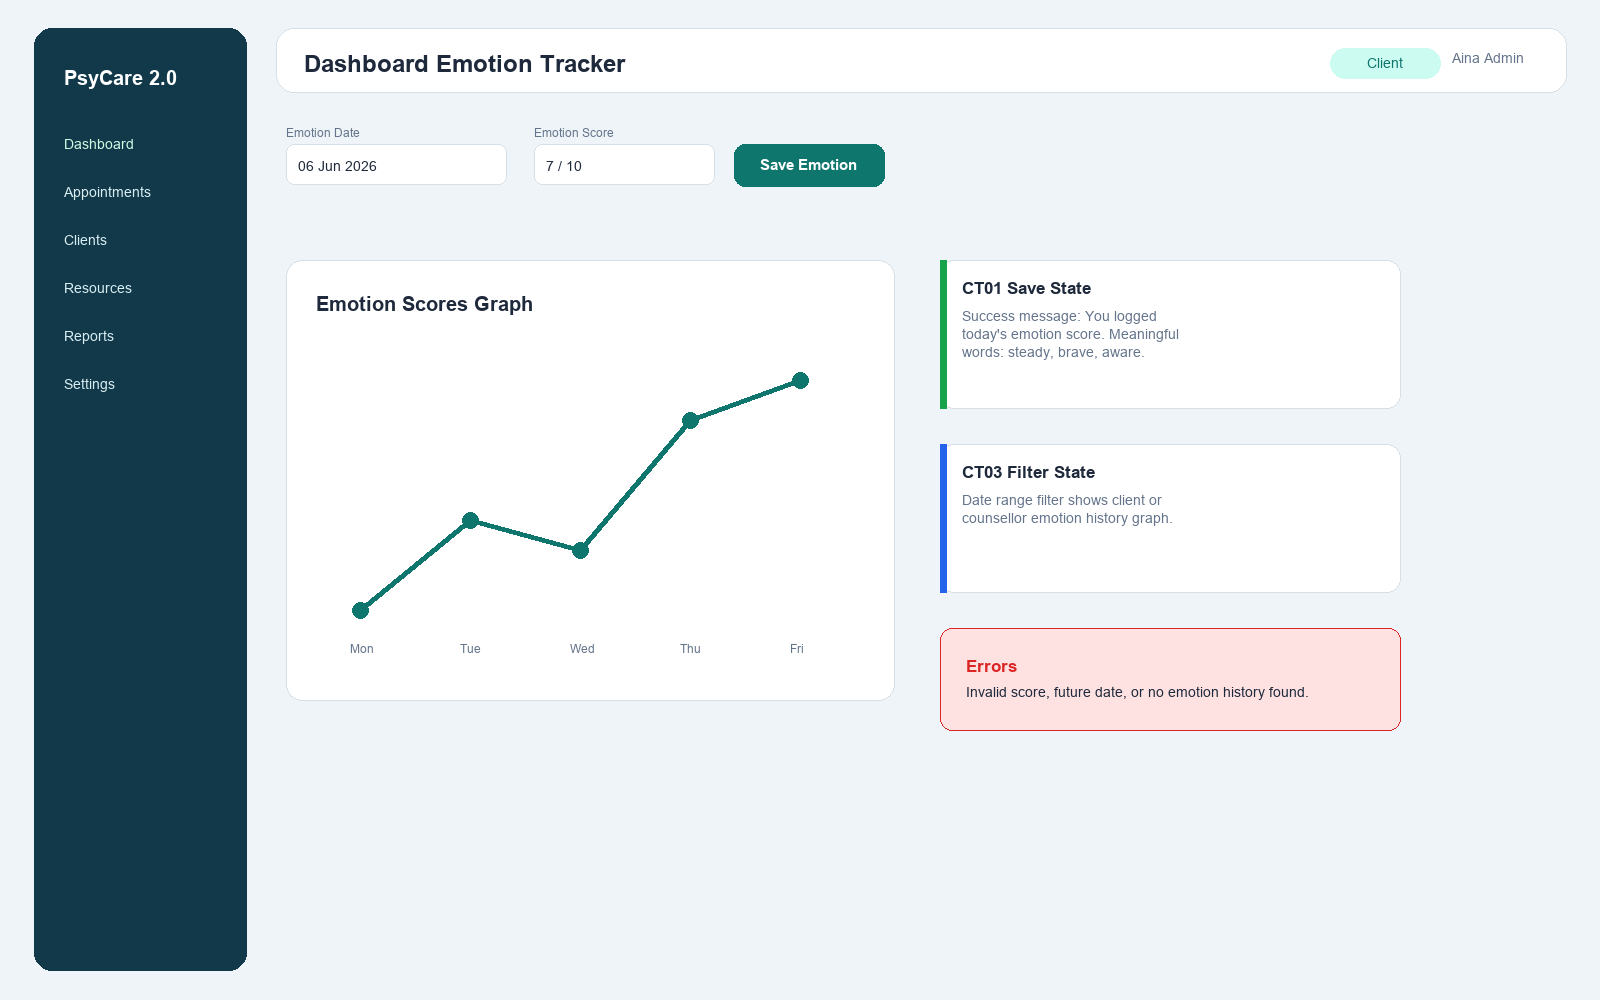 PsyCare 2.0
Dashboard
Appointments
Clients
Resources
Reports
Settings
Dashboard Emotion Tracker
Client
Aina Admin
Emotion Date
06 Jun 2026
Emotion Score
7 / 10
Save Emotion
Emotion Scores Graph
Mon
Tue
Wed
Thu
Fri
CT01 Save State
Success message: You logged
today's emotion score. Meaningful
words: steady, brave, aware.
CT03 Filter State
Date range filter shows client or
counsellor emotion history graph.
Errors
Invalid score, future date, or no emotion history found.